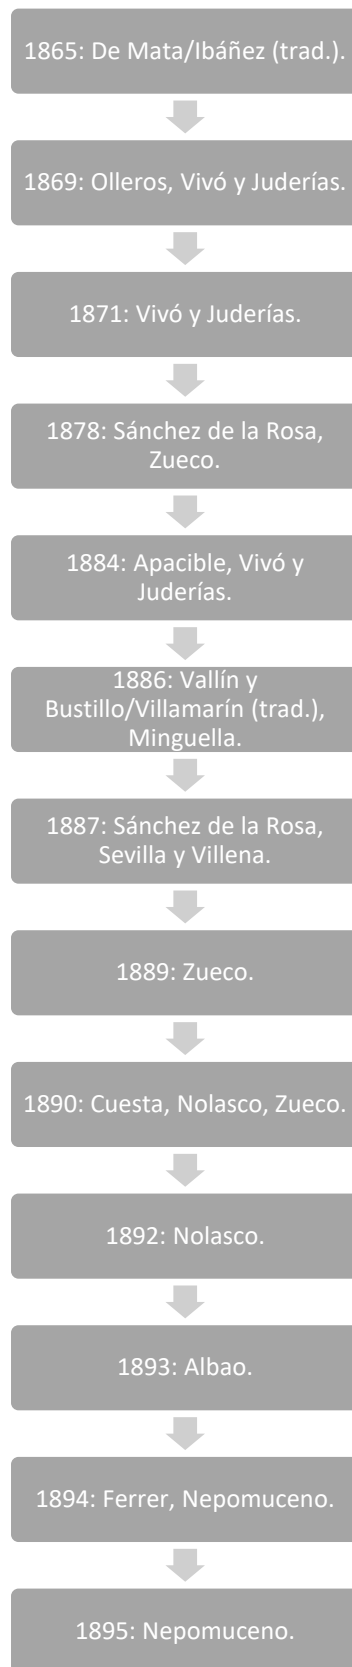 1865: De Mata/Ibáñez (trad.).
1869: Olleros, Vivó y Juderías.
1871: Vivó y Juderías.
1878: Sánchez de la Rosa,
Zueco.
1884: Apacible, Vivó y
Juderías.
1886: Vallín y
Bustillo/Villamarín (trad.),
Minguella.
1887: Sánchez de la Rosa,
Sevilla y Villena.
1889: Zueco.
1890: Cuesta, Nolasco, Zueco.
1892: Nolasco.
1893: Albao.
1894: Ferrer, Nepomuceno.
1895: Nepomuceno.